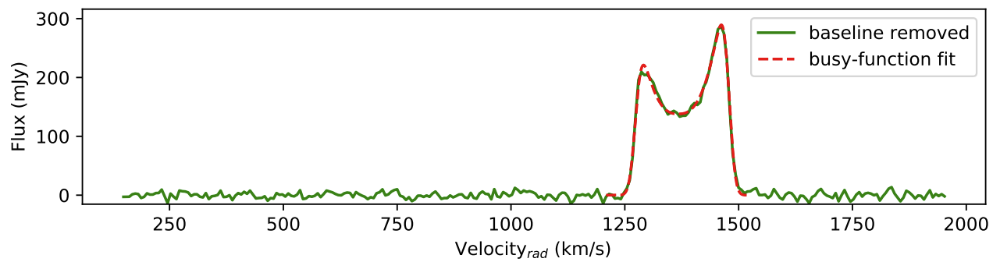 300
200
100
0
Flux (mJy)
baseline removed
busy-function fit
250 500 750 1000 1250 1500 1750 2000
Velocity_rad (km/s)